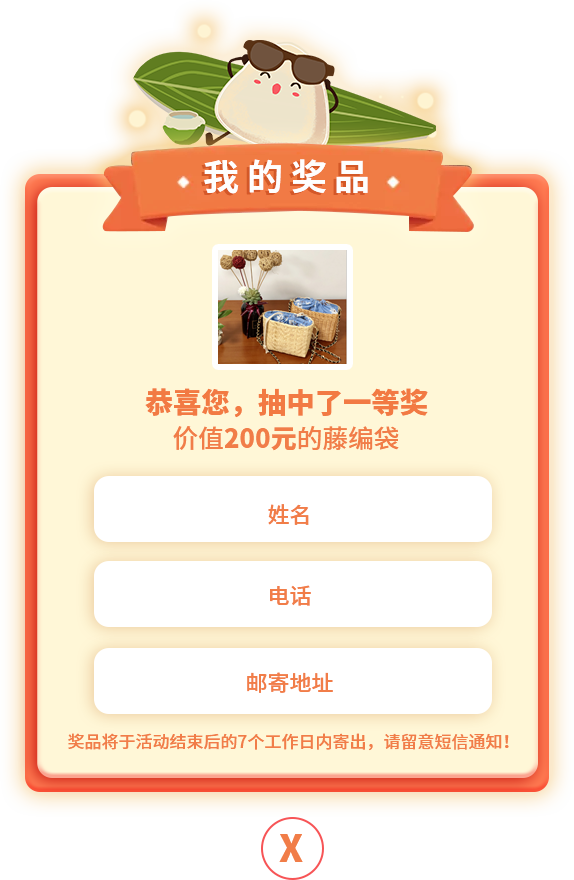 我的奖品
恭喜您，抽中了一等奖
价值200元的藤编袋
姓名
电话
邮寄地址
奖品将于活动结束后的7个工作日内寄出，请留意短信通知！
X